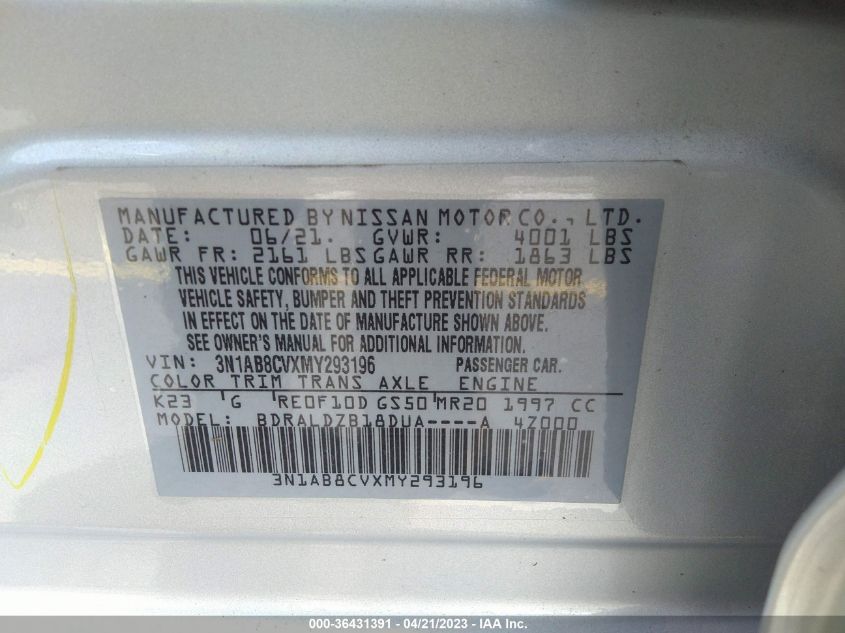 MANUFACTURED BY NISSAN MOTOR CO., LTD.
DATE: 06/21. GVWR: 4001 LBS
GAWR FR: 2161 LBS GAWR RR: 1863 LBS
THIS VEHICLE CONFORMS TO ALL APPLICABLE FEDERAL MOTOR
VEHICLE SAFETY, BUMPER AND THEFT PREVENTION STANDARDS
IN EFFECT ON THE DATE OF MANUFACTURE SHOWN ABOVE.
SEE OWNER'S MANUAL FOR ADDITIONAL INFORMATION.
VIN: 3N1AB8CVXMY293196 PASSENGER CAR.
COLOR TRIM TRANS AXLE ENGINE
K23 G RE0F10D GS50 MR20 1997 CC
MODEL: BDRALDZB18DUA----A 47000
3N1AB8CVXMY293196
000-36431391 - 04/21/2023 - IAA Inc.